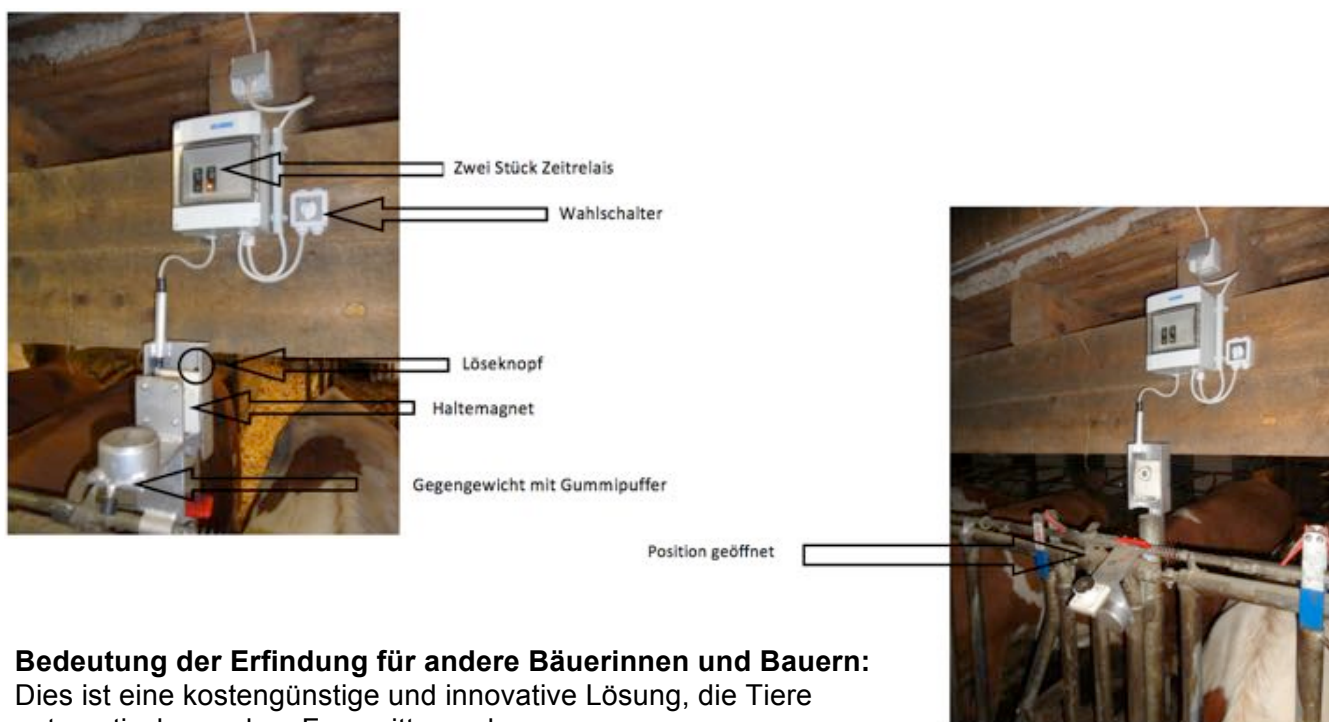 Zwei Stück Zeitrelais
Wahlschalter
Löseknopf
Haltemagnet
Gegengewicht mit Gummipuffer
Position geöffnet
Bedeutung der Erfindung für andere Bäuerinnen und Bauern:
Dies ist eine kostengünstige und innovative Lösung, die Tiere